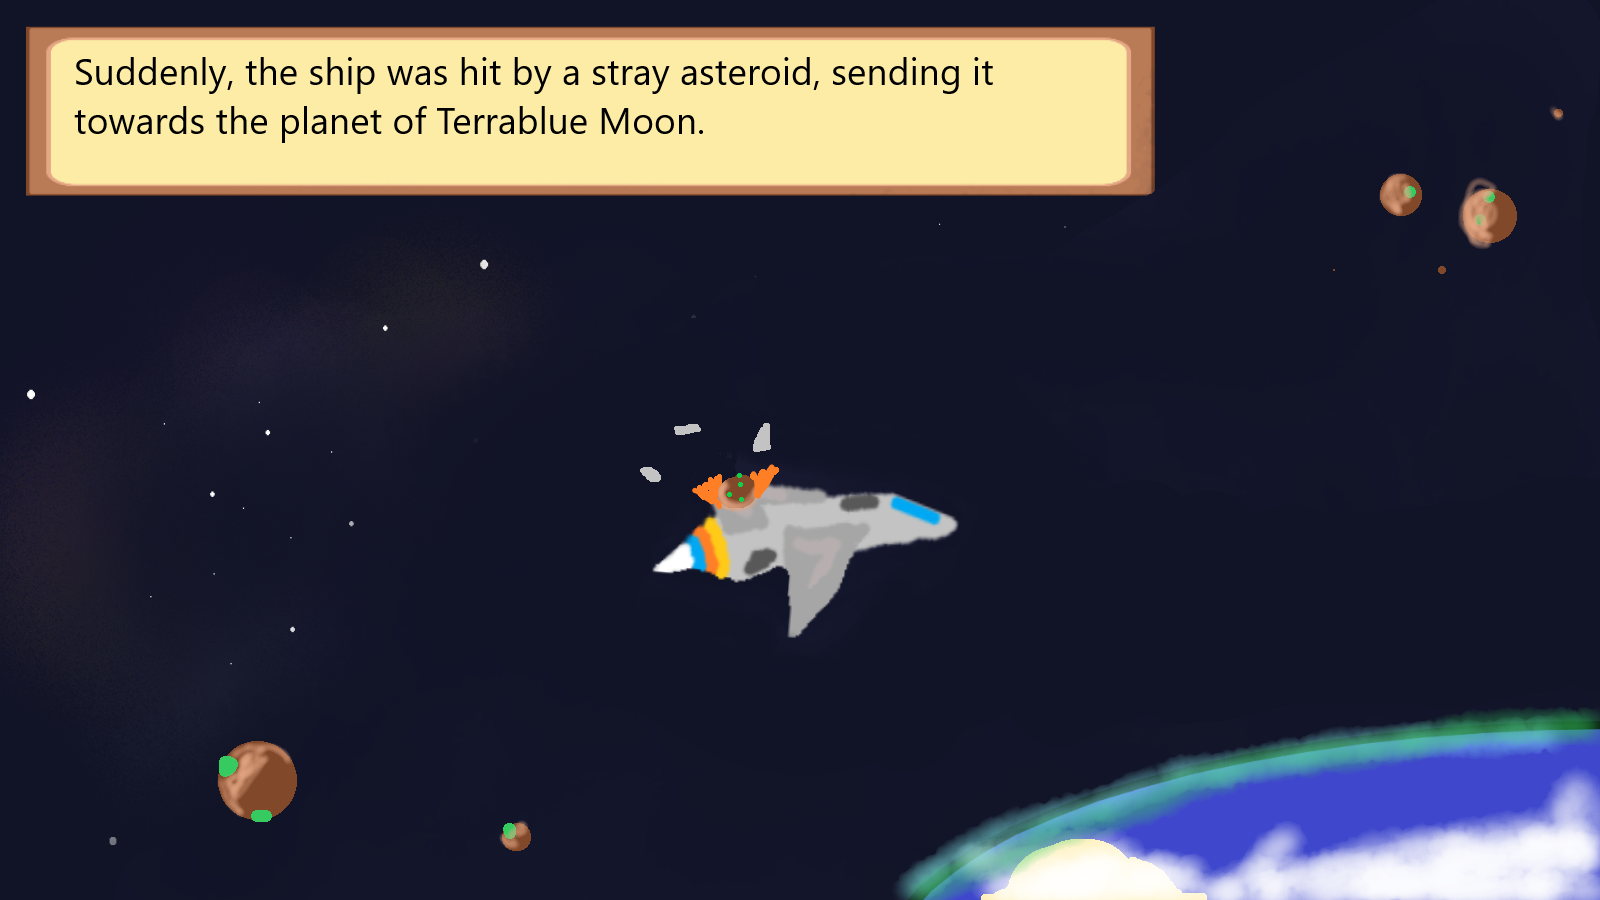 Suddenly, the ship was hit by a stray asteroid, sending it
towards the planet of Terrablue Moon.